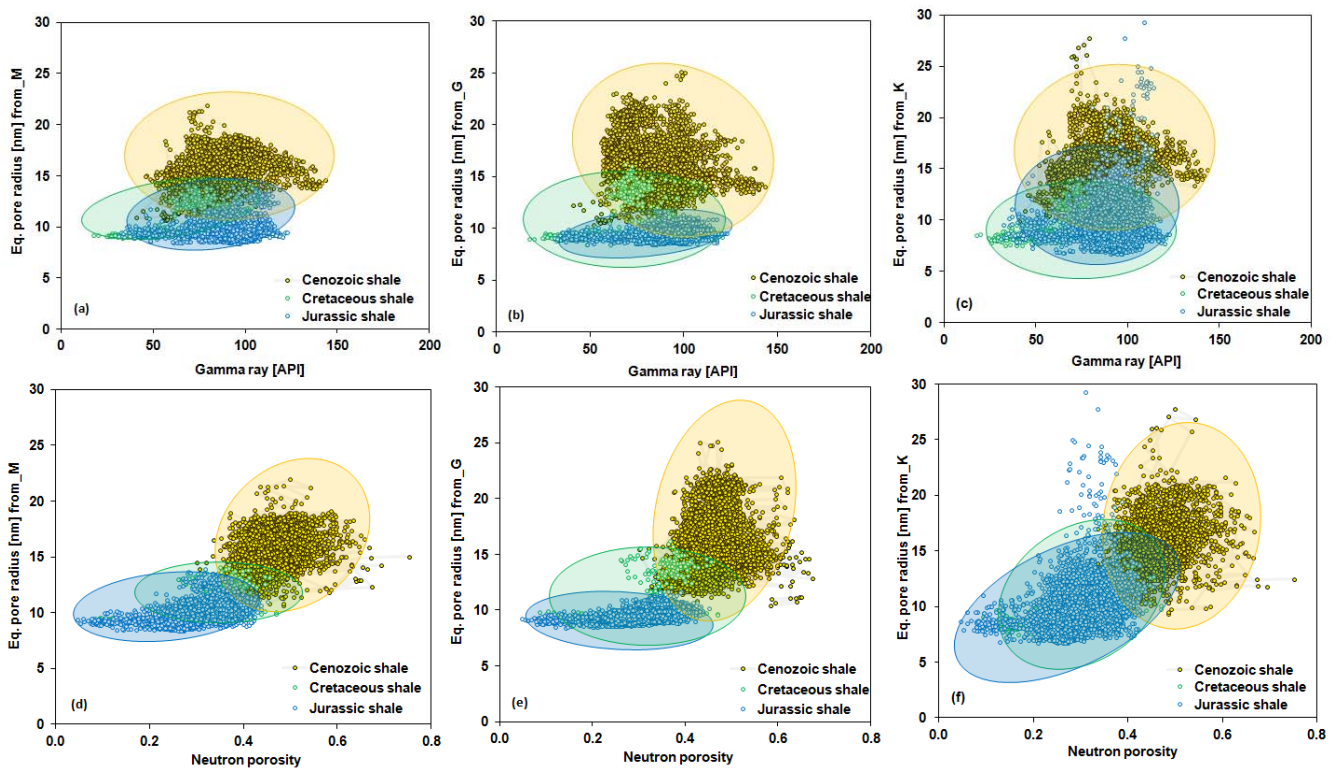 30
25
20
15
10
5
0
Eq. pore radius [nm] from_M
(a)
Cenozoic shale
Cretaceous shale
Jurassic shale
0 50 100 150 200
Gamma ray [API]
30
25
20
15
10
5
0
Eq. pore radius [nm] from_G
(b)
Cenozoic shale
Cretaceous shale
Jurassic shale
0 50 100 150 200
Gamma ray [API]
30
25
20
15
10
5
0
Eq. pore radius [nm] from_K
(c)
Cenozoic shale
Cretaceous shale
Jurassic shale
0 50 100 150 200
Gamma ray [API]
30
25
20
15
10
5
0
Eq. pore radius [nm] from_M
(d)
Cenozoic shale
Cretaceous shale
Jurassic shale
0.0 0.2 0.4 0.6 0.8
Neutron porosity
30
25
20
15
10
5
0
Eq. pore radius [nm] from_G
(e)
Cenozoic shale
Cretaceous shale
Jurassic shale
0.0 0.2 0.4 0.6 0.8
Neutron porosity
30
25
20
15
10
5
0
Eq. pore radius [nm] from_K
(f)
Cenozoic shale
Cretaceous shale
Jurassic shale
0.0 0.2 0.4 0.6 0.8
Neutron porosity